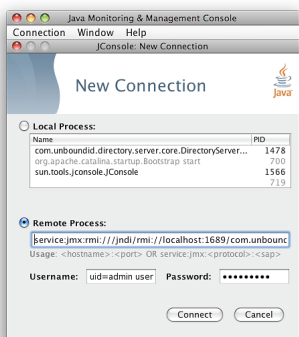 Java Monitoring & Management Console
Connection Window Help
JConsole: New Connection
New Connection
Java
Local Process:
Name PID
com.unboundid.directory.server.core.DirectoryServer... 1478
org.apache.catalina.startup.Bootstrap start 700
sun.tools.jconsole.JConsole 1566
719
Remote Process:
service:jmx:rmi:///jndi/rmi://localhost:1689/com.unbounc
Usage: <hostname>:<port> OR service:jmx:<protocol>:<sap>
Username: uid=admin user Password: •••••••••
Connect Cancel